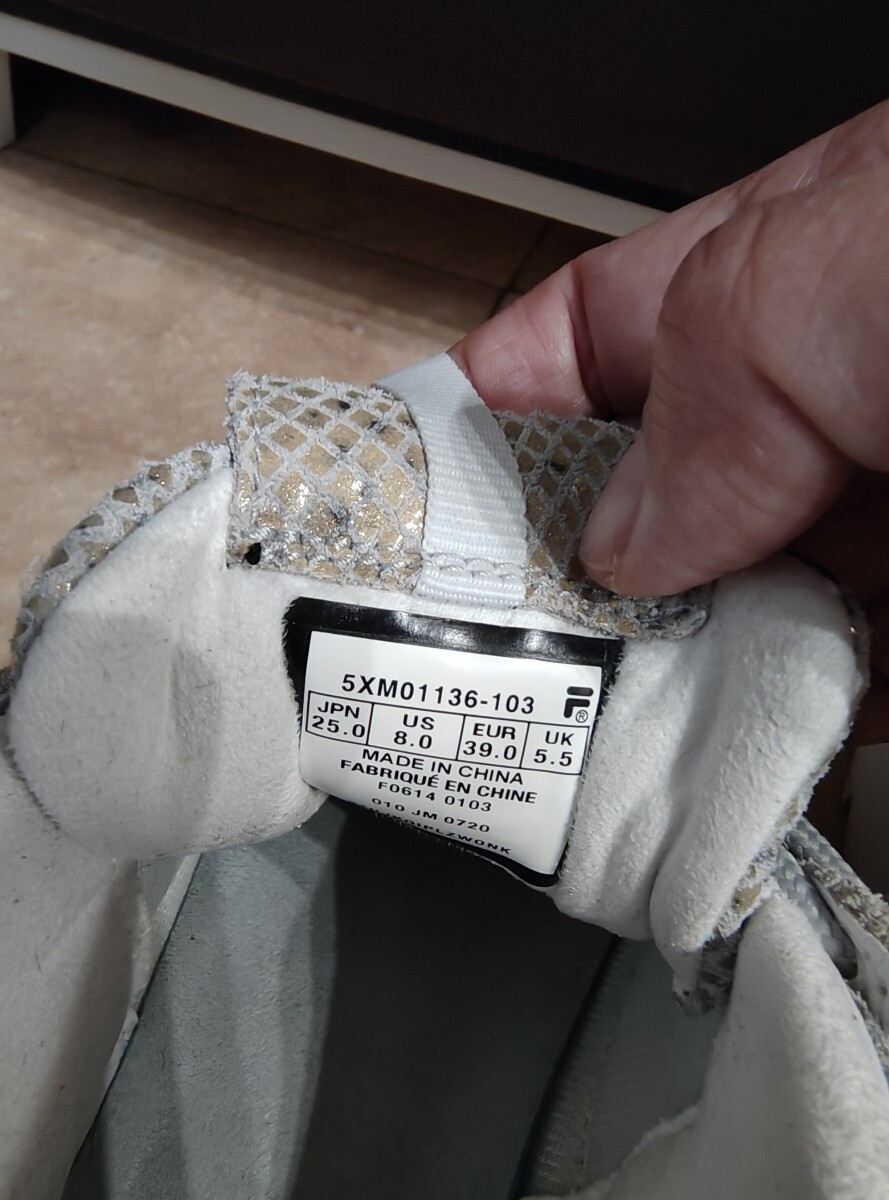 5XM01136-103
F®
JPN US EUR UK
25.0 8.0 39.0 5.5
MADE IN CHINA
FABRIQUÉ EN CHINE
F0614 0103
010 JM 0720